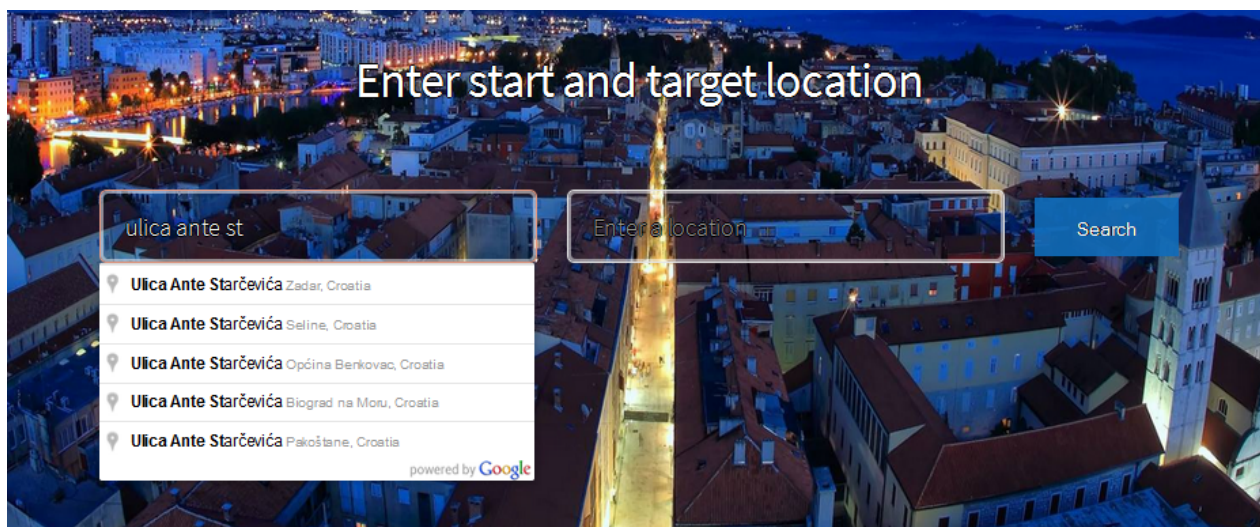 Enter start and target location
ulica ante st
Enter a location
Search
Ulica Ante Starčevića Zadar, Croatia
Ulica Ante Starčevića Seline, Croatia
Ulica Ante Starčevića Općina Benkovac, Croatia
Ulica Ante Starčevića Biograd na Moru, Croatia
Ulica Ante Starčevića Pakoštane, Croatia
powered by Google